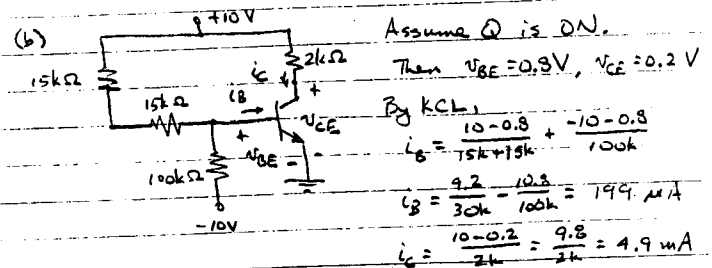 (b)
+10V
15kΩ
2kΩ
iC
+
15kΩ
iB
+
vCE
vBE
-
-
100kΩ
-10V
Assume Q is ON.
Then vBE = 0.8V, vCE = 0.2 V
By KCL,
iB = (10-0.8)/(15k+15k) + (-10-0.8)/100k
iB = 9.2/30k - 10.8/100k = 199 μA
iC = (10-0.2)/2k = 9.8/2k = 4.9 mA